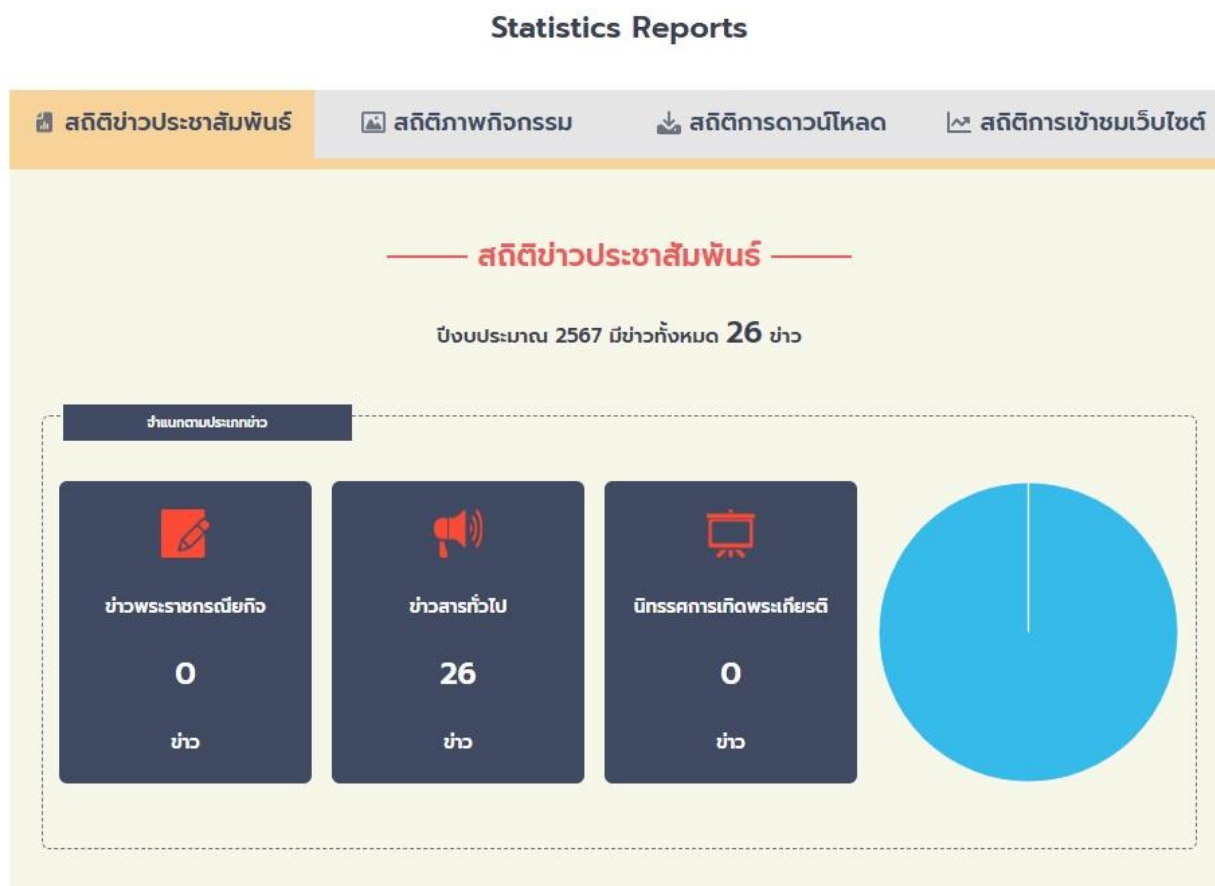 Statistics Reports
สถิติข่าวประชาสัมพันธ์ สถิติภาพกิจกรรม สถิติการดาวน์โหลด สถิติการเข้าชมเว็บไซต์
สถิติข่าวประชาสัมพันธ์
ปีงบประมาณ 2567 มีข่าวทั้งหมด 26 ข่าว
จำแนกตามประเภทข่าว
ข่าวพระราชกรณียกิจ
0
ข่าว
ข่าวสารทั่วไป
26
ข่าว
นิทรรศการเทิดพระเกียรติ
0
ข่าว